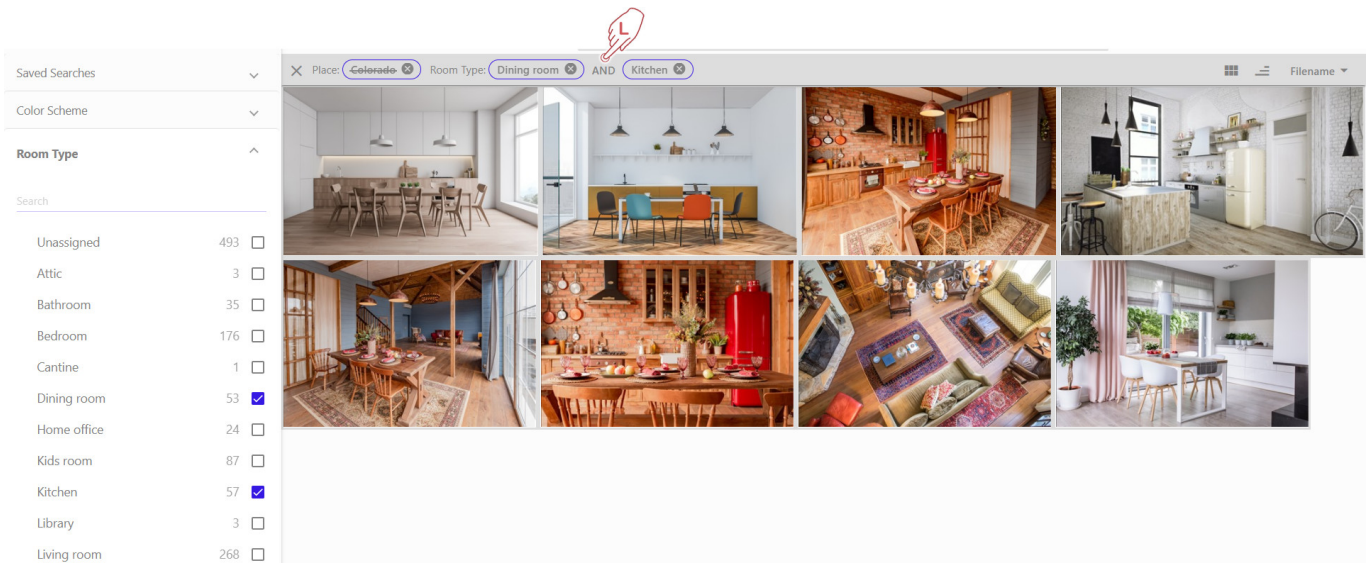 L
Saved Searches
Place: Colorado Room Type: Dining room AND Kitchen
Filename
Color Scheme
Room Type
Search
Unassigned 493
Attic 3
Bathroom 35
Bedroom 176
Cantine 1
Dining room 53
Home office 24
Kids room 87
Kitchen 57
Library 3
Living room 268